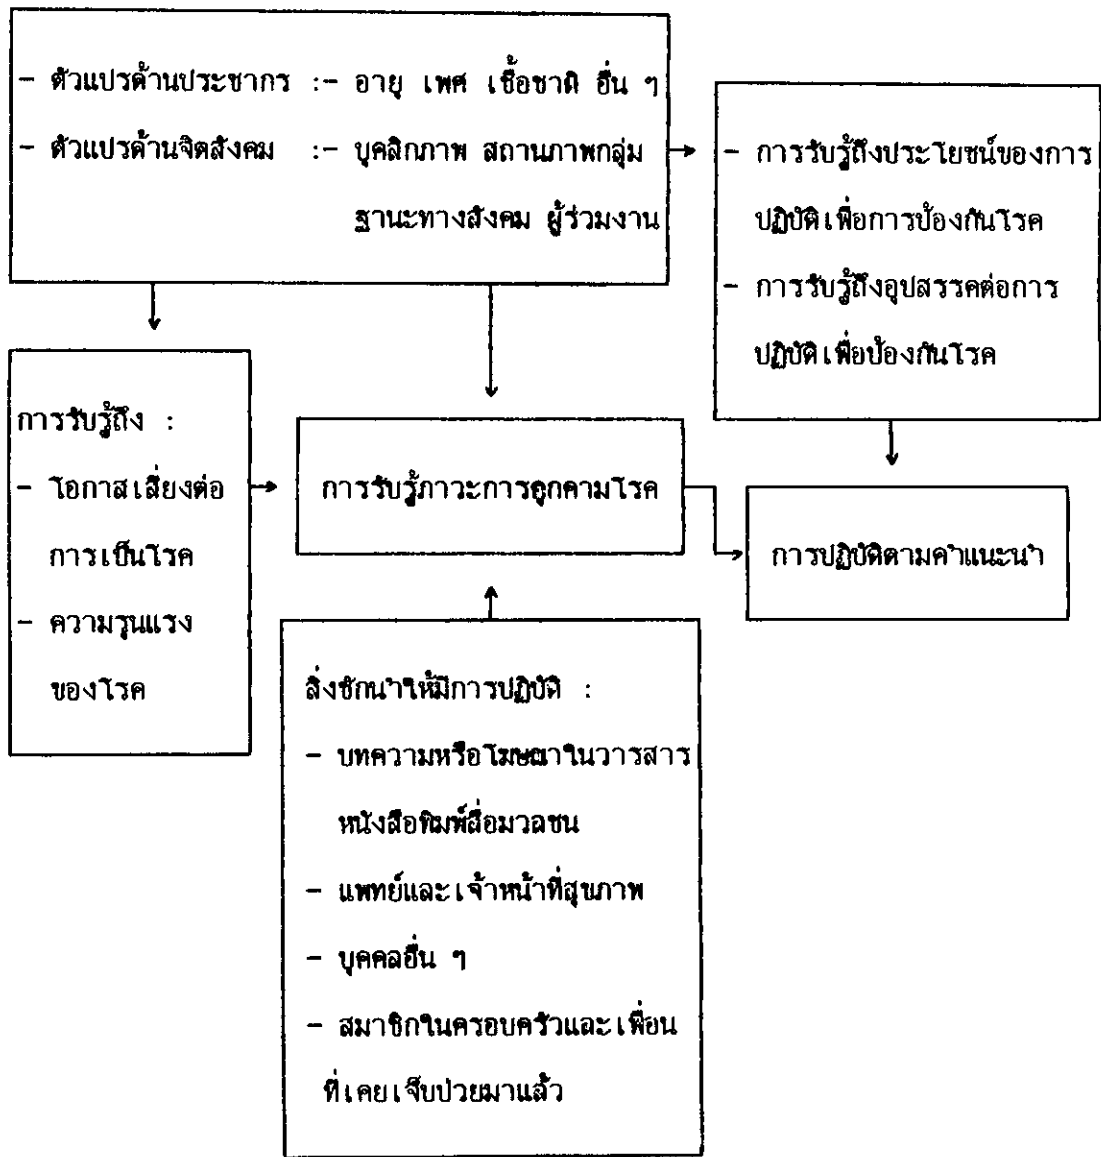 - ตัวแปรด้านประชากร :- อายุ เพศ เชื้อชาติ อื่น ๆ
- ตัวแปรด้านจิตสังคม :- บุคลิกภาพ สถานภาพกลุ่ม
ฐานะทางสังคม ผู้ร่วมงาน
- การรับรู้ถึงประโยชน์ของการ
ปฏิบัติเพื่อการป้องกันโรค
- การรับรู้ถึงอุปสรรคต่อการ
ปฏิบัติเพื่อป้องกันโรค
การรับรู้ถึง :
- โอกาสเสี่ยงต่อ
การเป็นโรค
- ความรุนแรง
ของโรค
การรับรู้ภาวะการถูกคามโรค
การปฏิบัติตามคำแนะนำ
สิ่งชักนำให้มีการปฏิบัติ :
- บทความหรือโฆษณาในวารสาร
หนังสือพิมพ์สื่อมวลชน
- แพทย์และเจ้าหน้าที่สุขภาพ
- บุคคลอื่น ๆ
- สมาชิกในครอบครัวและเพื่อน
ที่เคยเจ็บป่วยมาแล้ว